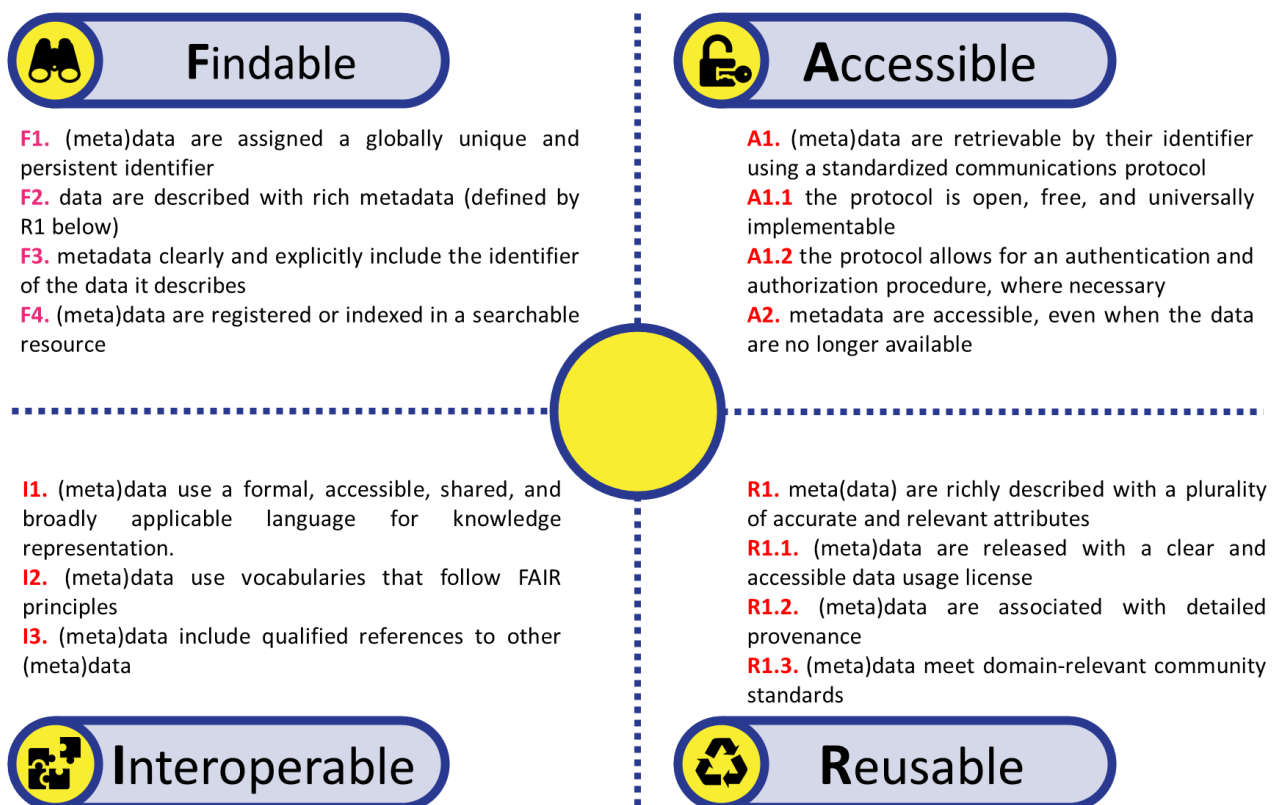 Findable
F1. (meta)data are assigned a globally unique and
persistent identifier
F2. data are described with rich metadata (defined by
R1 below)
F3. metadata clearly and explicitly include the identifier
of the data it describes
F4. (meta)data are registered or indexed in a searchable
resource
Accessible
A1. (meta)data are retrievable by their identifier
using a standardized communications protocol
A1.1 the protocol is open, free, and universally
implementable
A1.2 the protocol allows for an authentication and
authorization procedure, where necessary
A2. metadata are accessible, even when the data
are no longer available
I1. (meta)data use a formal, accessible, shared, and
broadly applicable language for knowledge
representation.
I2. (meta)data use vocabularies that follow FAIR
principles
I3. (meta)data include qualified references to other
(meta)data
Interoperable
R1. meta(data) are richly described with a plurality
of accurate and relevant attributes
R1.1. (meta)data are released with a clear and
accessible data usage license
R1.2. (meta)data are associated with detailed
provenance
R1.3. (meta)data meet domain-relevant community
standards
Reusable